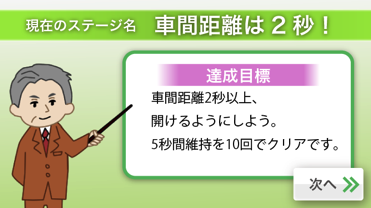 現在のステージ名 車間距離は2秒！
達成目標
車間距離2秒以上、
開けるようにしよう。
5秒間維持を10回でクリアです。
次へ